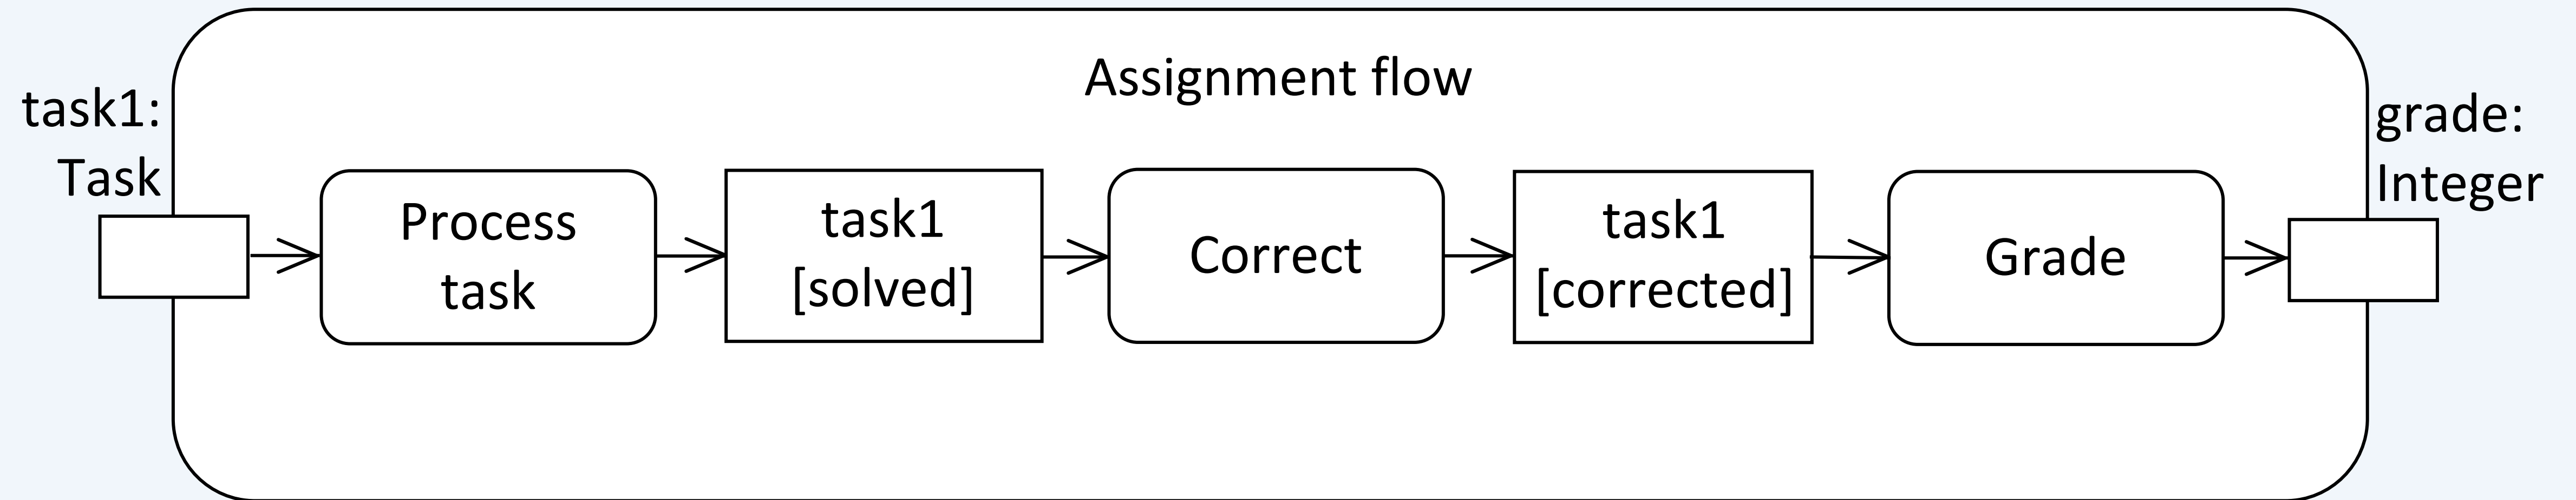 Assignment flow
task1:
Task
Process
task
task1
[solved]
Correct
task1
[corrected]
Grade
grade:
Integer